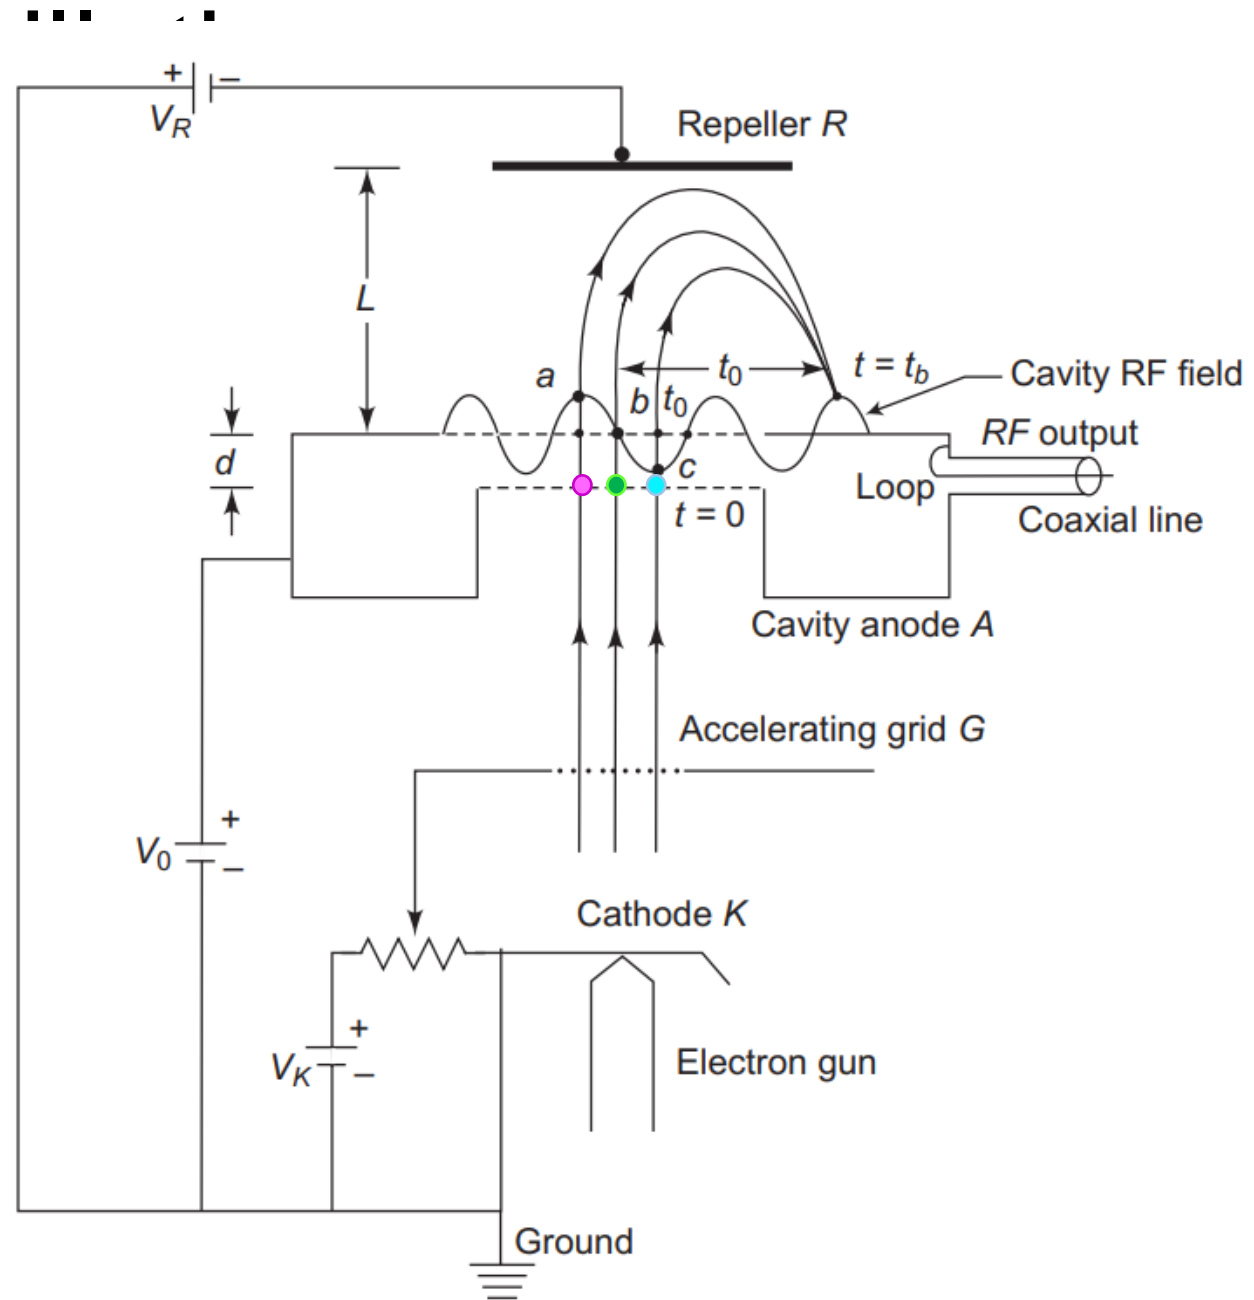 + –
V_R
Repeller R
L
a
b
t_0
t_0
t = t_b
Cavity RF field
RF output
d
c
Loop
t = 0
Coaxial line
Cavity anode A
Accelerating grid G
+
V_0
–
Cathode K
+
V_K
–
Electron gun
Ground